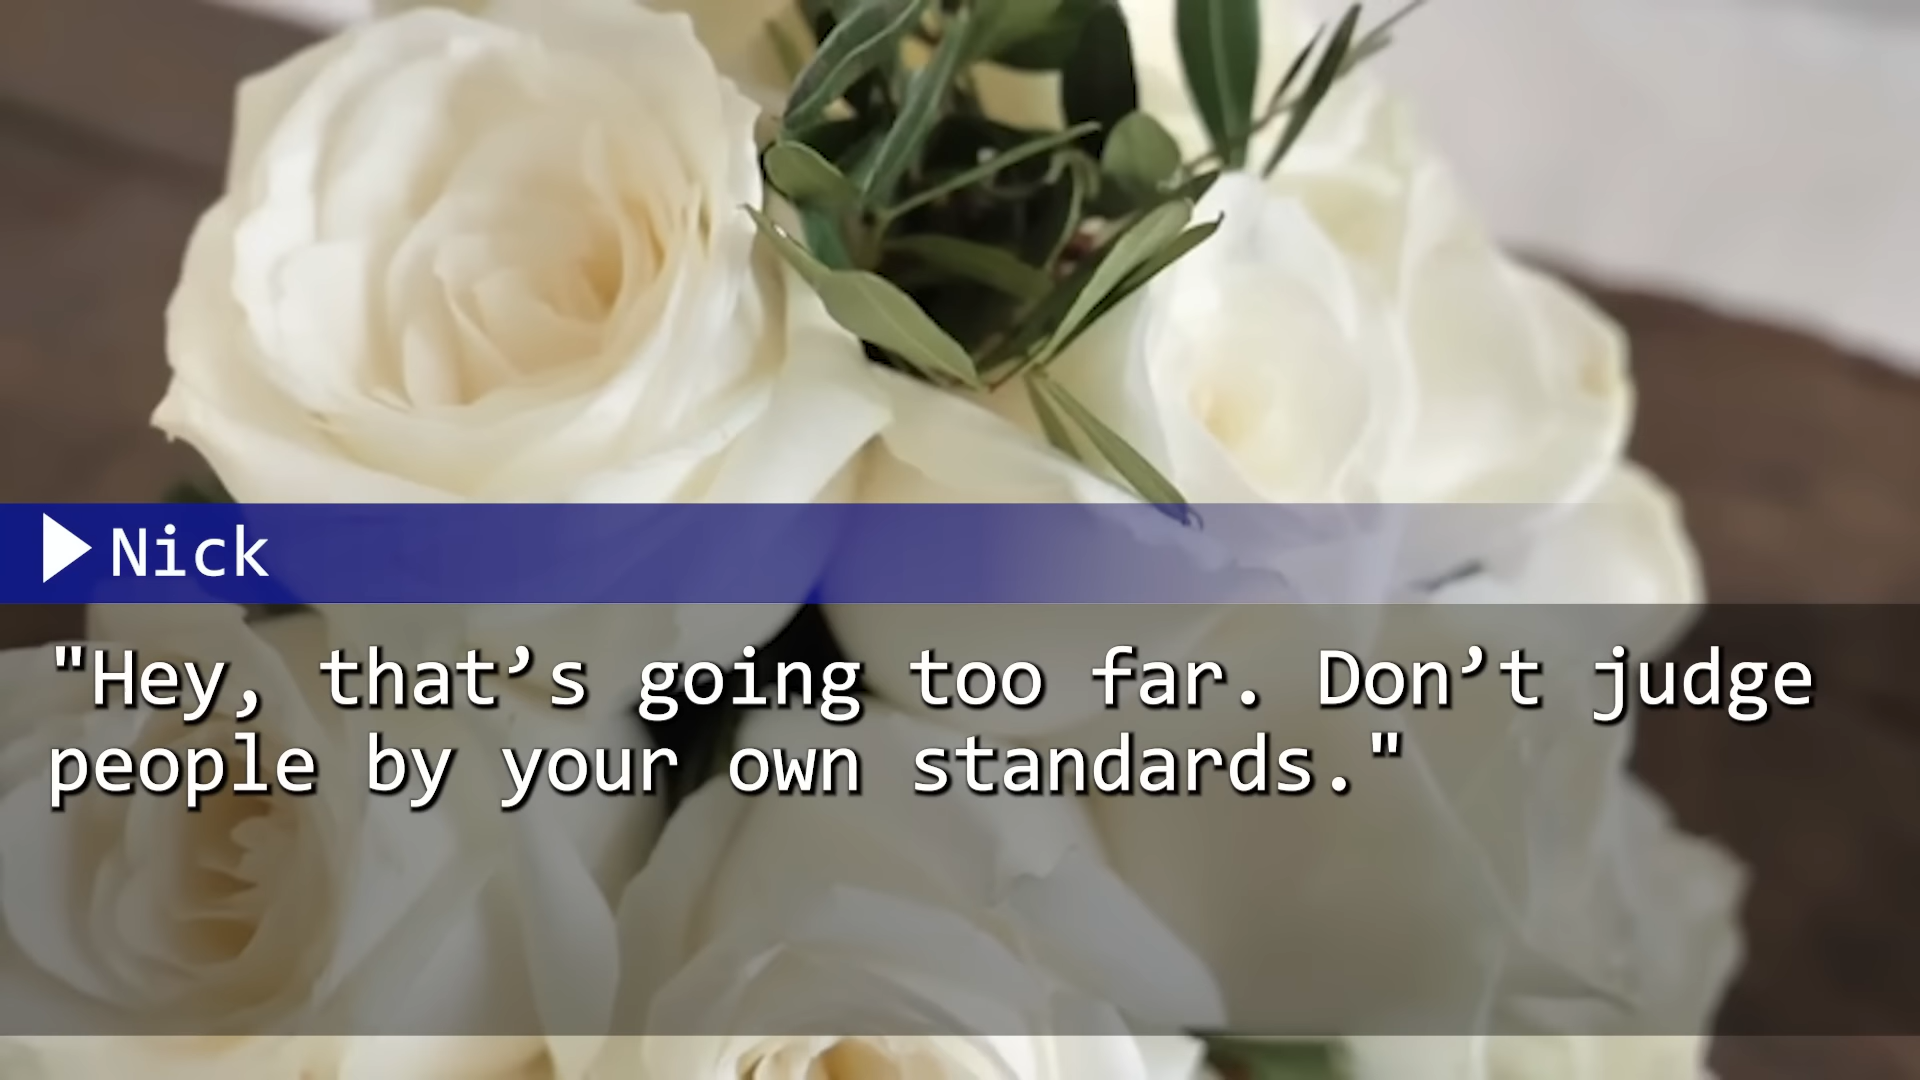 Nick
"Hey, that’s going too far. Don’t judge
people by your own standards."